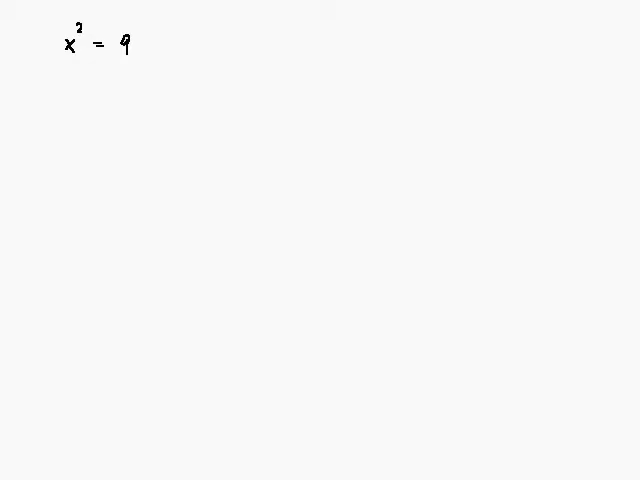 x² = 9